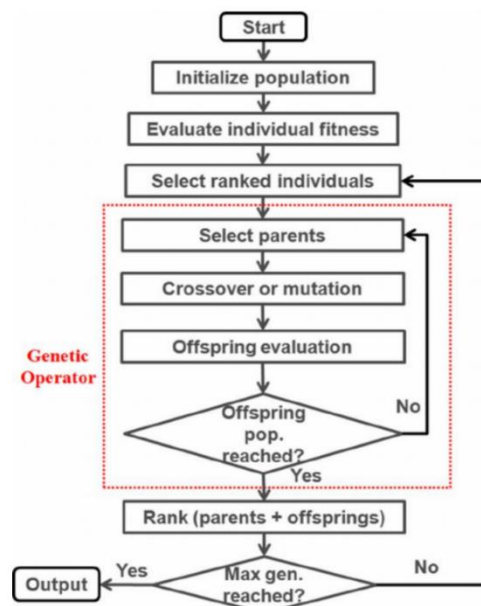 Start
Initialize population
Evaluate individual fitness
Select ranked individuals
Select parents
Crossover or mutation
Offspring evaluation
Genetic
Operator
Offspring
pop.
reached?
No
Yes
Rank (parents + offsprings)
Max gen.
reached?
Yes
No
Output